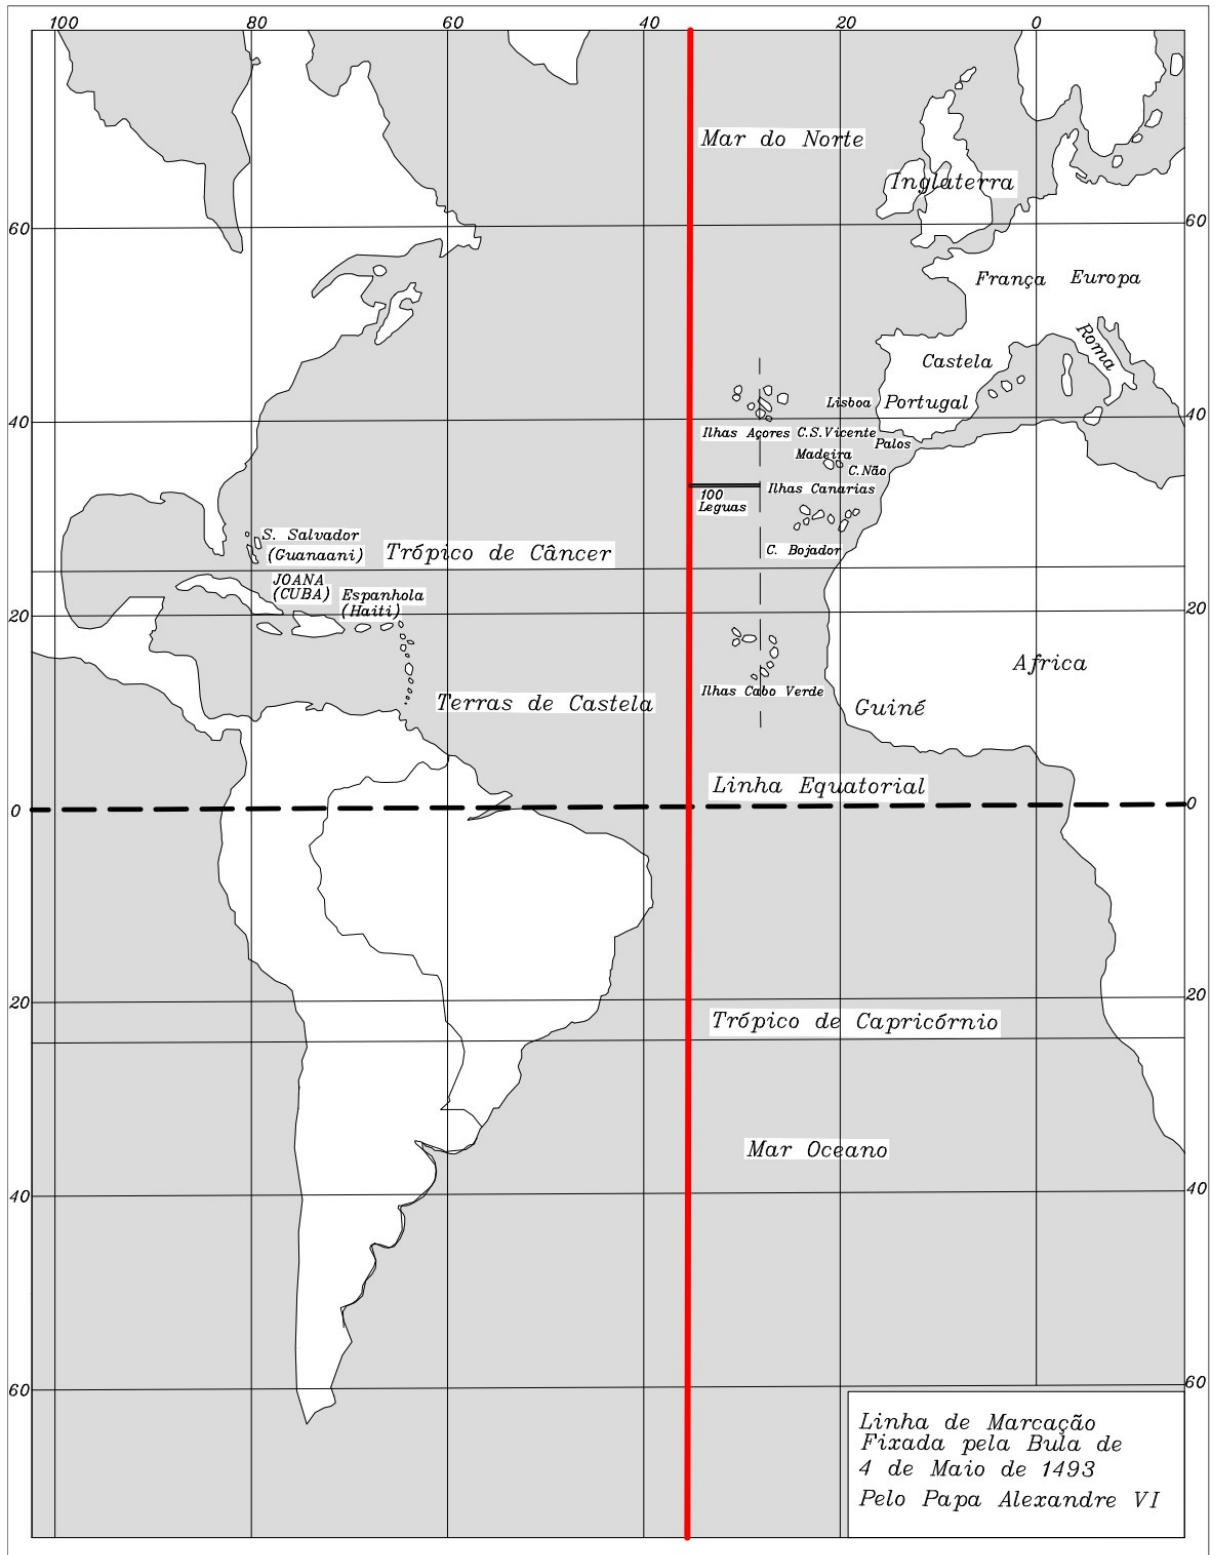 100 80 60 40 20 0
Mar do Norte
Inglaterra
60 60
França Europa
Roma
Castela
Lisboa Portugal
40 40
Ilhas Açores C.S.Vicente
Palos
Madeira
C.Não
Ilhas Canarias
100
Leguas
S. Salvador
(Guanaani)
Trópico de Câncer
C. Bojador
JOANA
(CUBA)
Espanhola
(Haiti)
20 20
Africa
Ilhas Cabo Verde
Terras de Castela
Guiné
Linha Equatorial
0 0
20 20
Trópico de Capricórnio
Mar Oceano
40 40
60 60
Linha de Marcação
Fixada pela Bula de
4 de Maio de 1493
Pelo Papa Alexandre VI